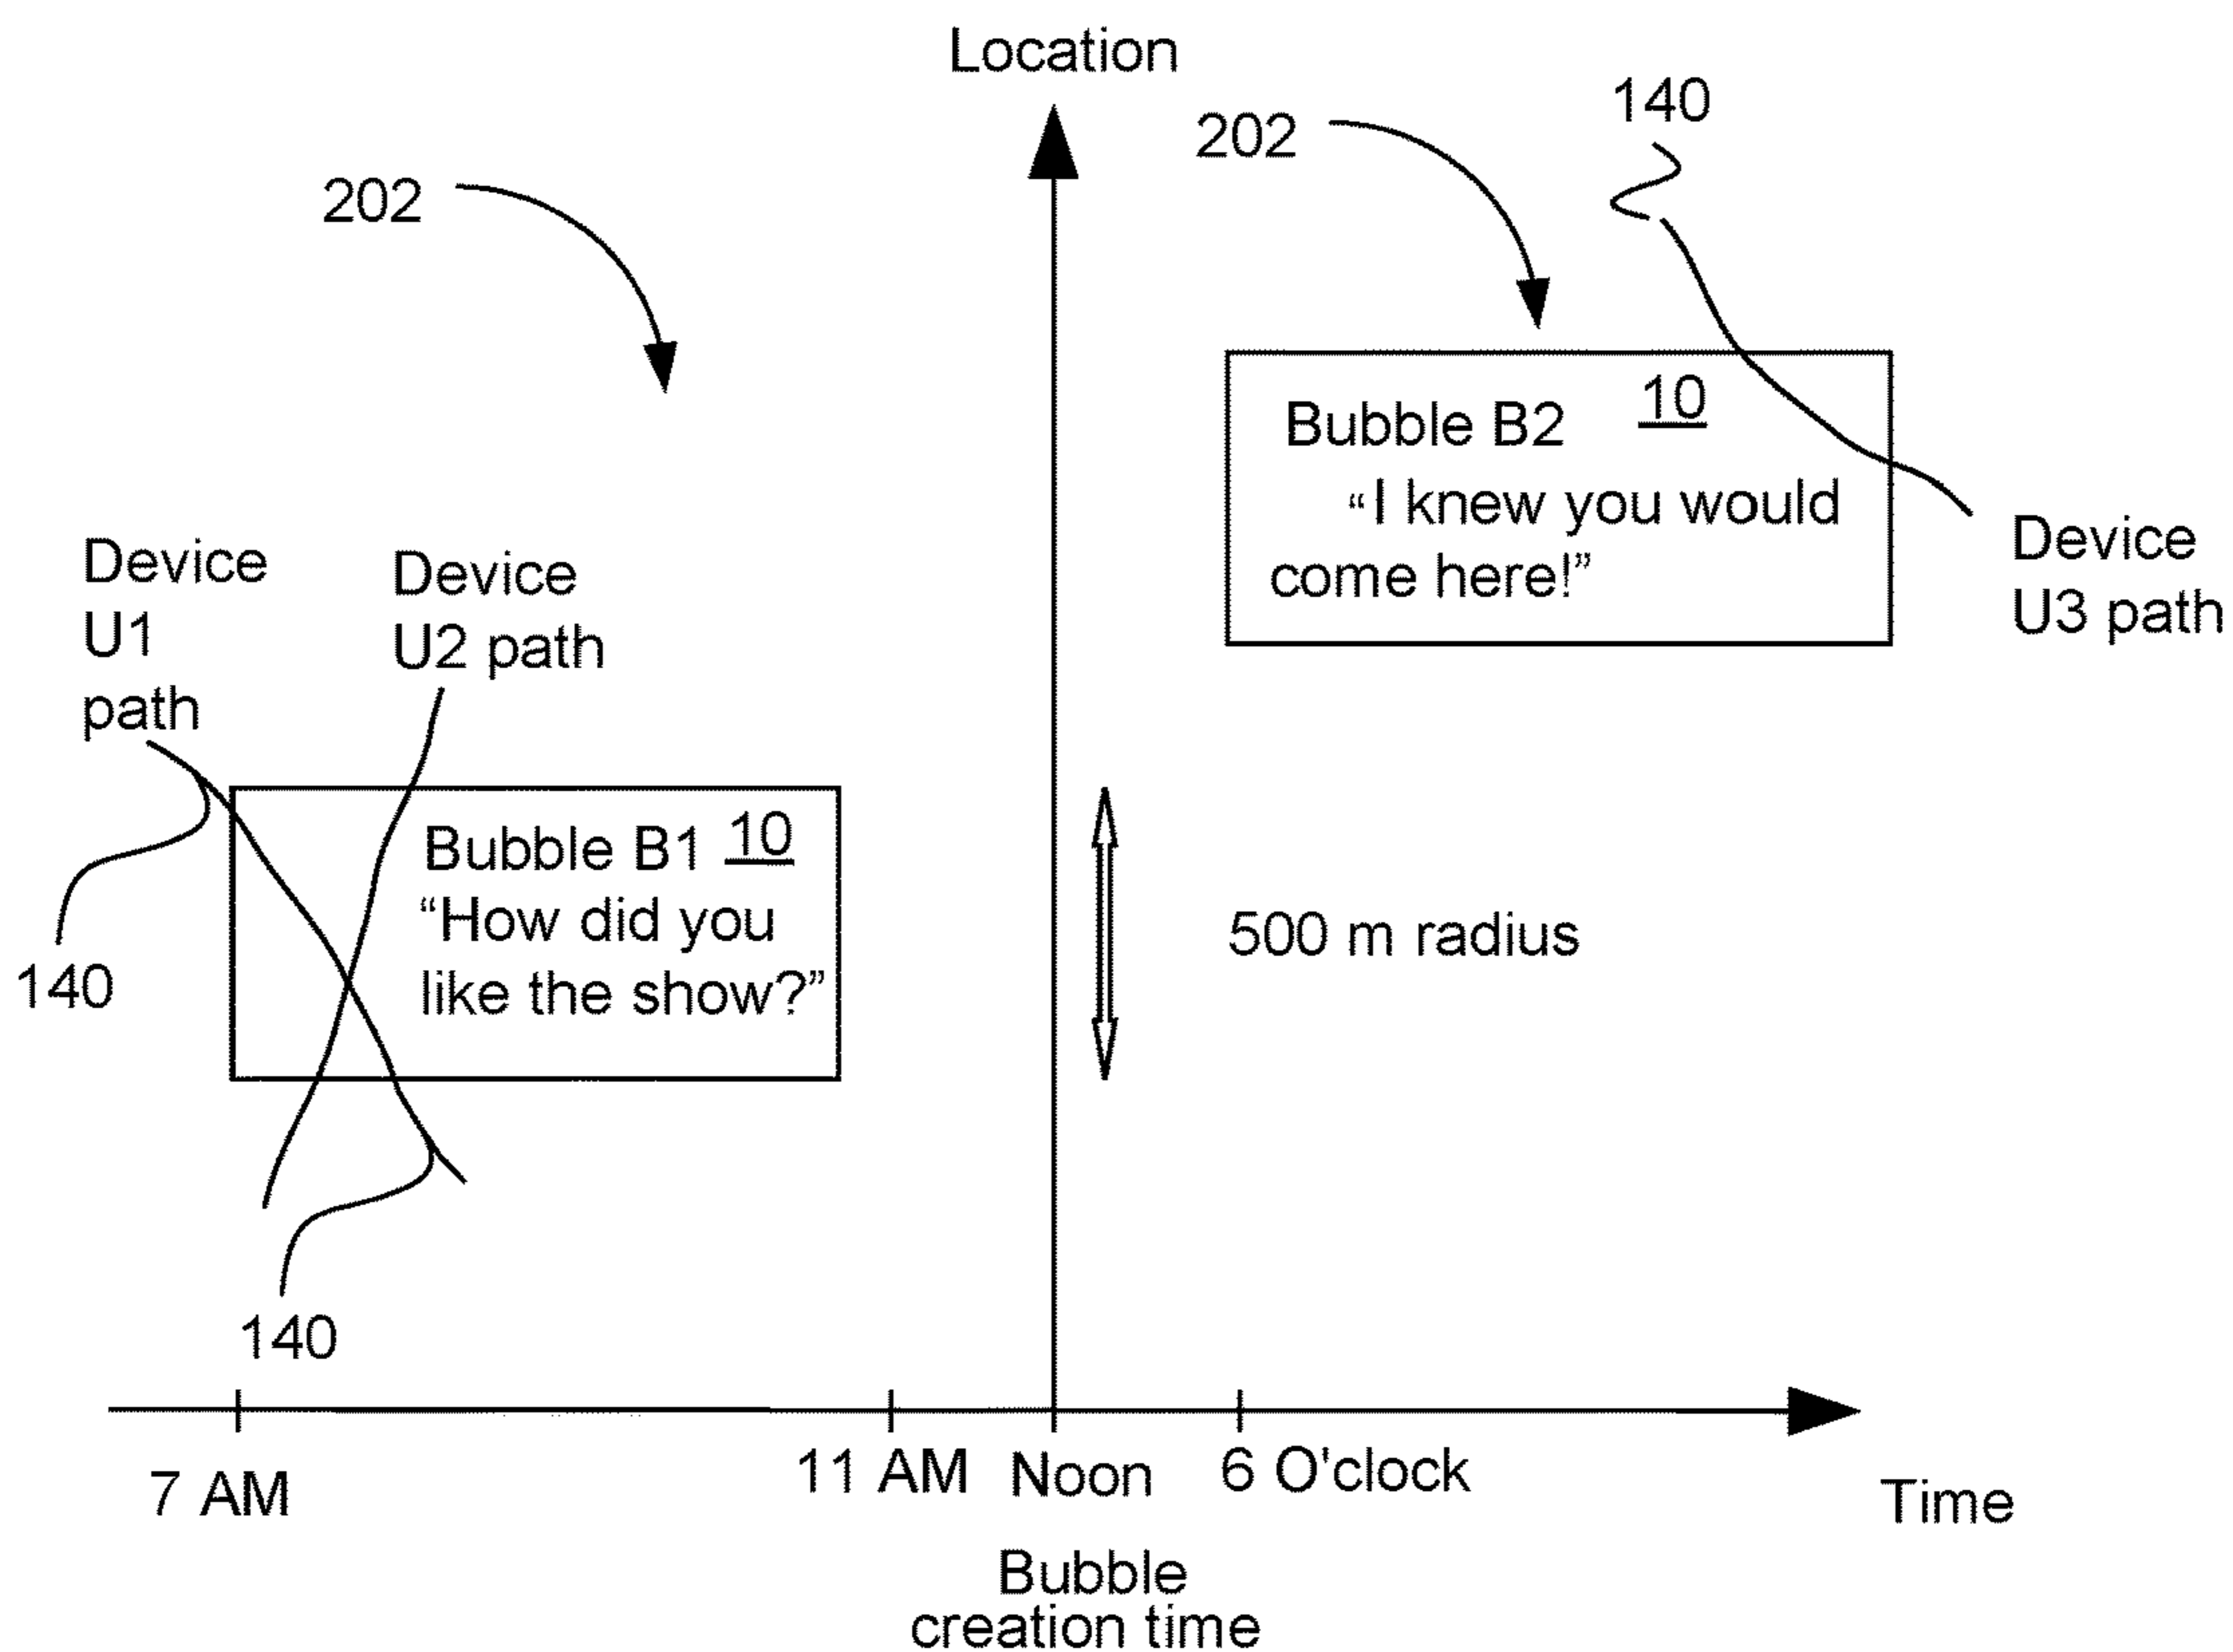 Location
140
202
202
10
Bubble B2
“I knew you would
come here!”
Device
U3 path
Device
U1
path
Device
U2 path
Bubble B1 10
“How did you
like the show?”
500 m radius
140
140
7 AM
11 AM
Noon
6 O'clock
Time
Bubble
creation time